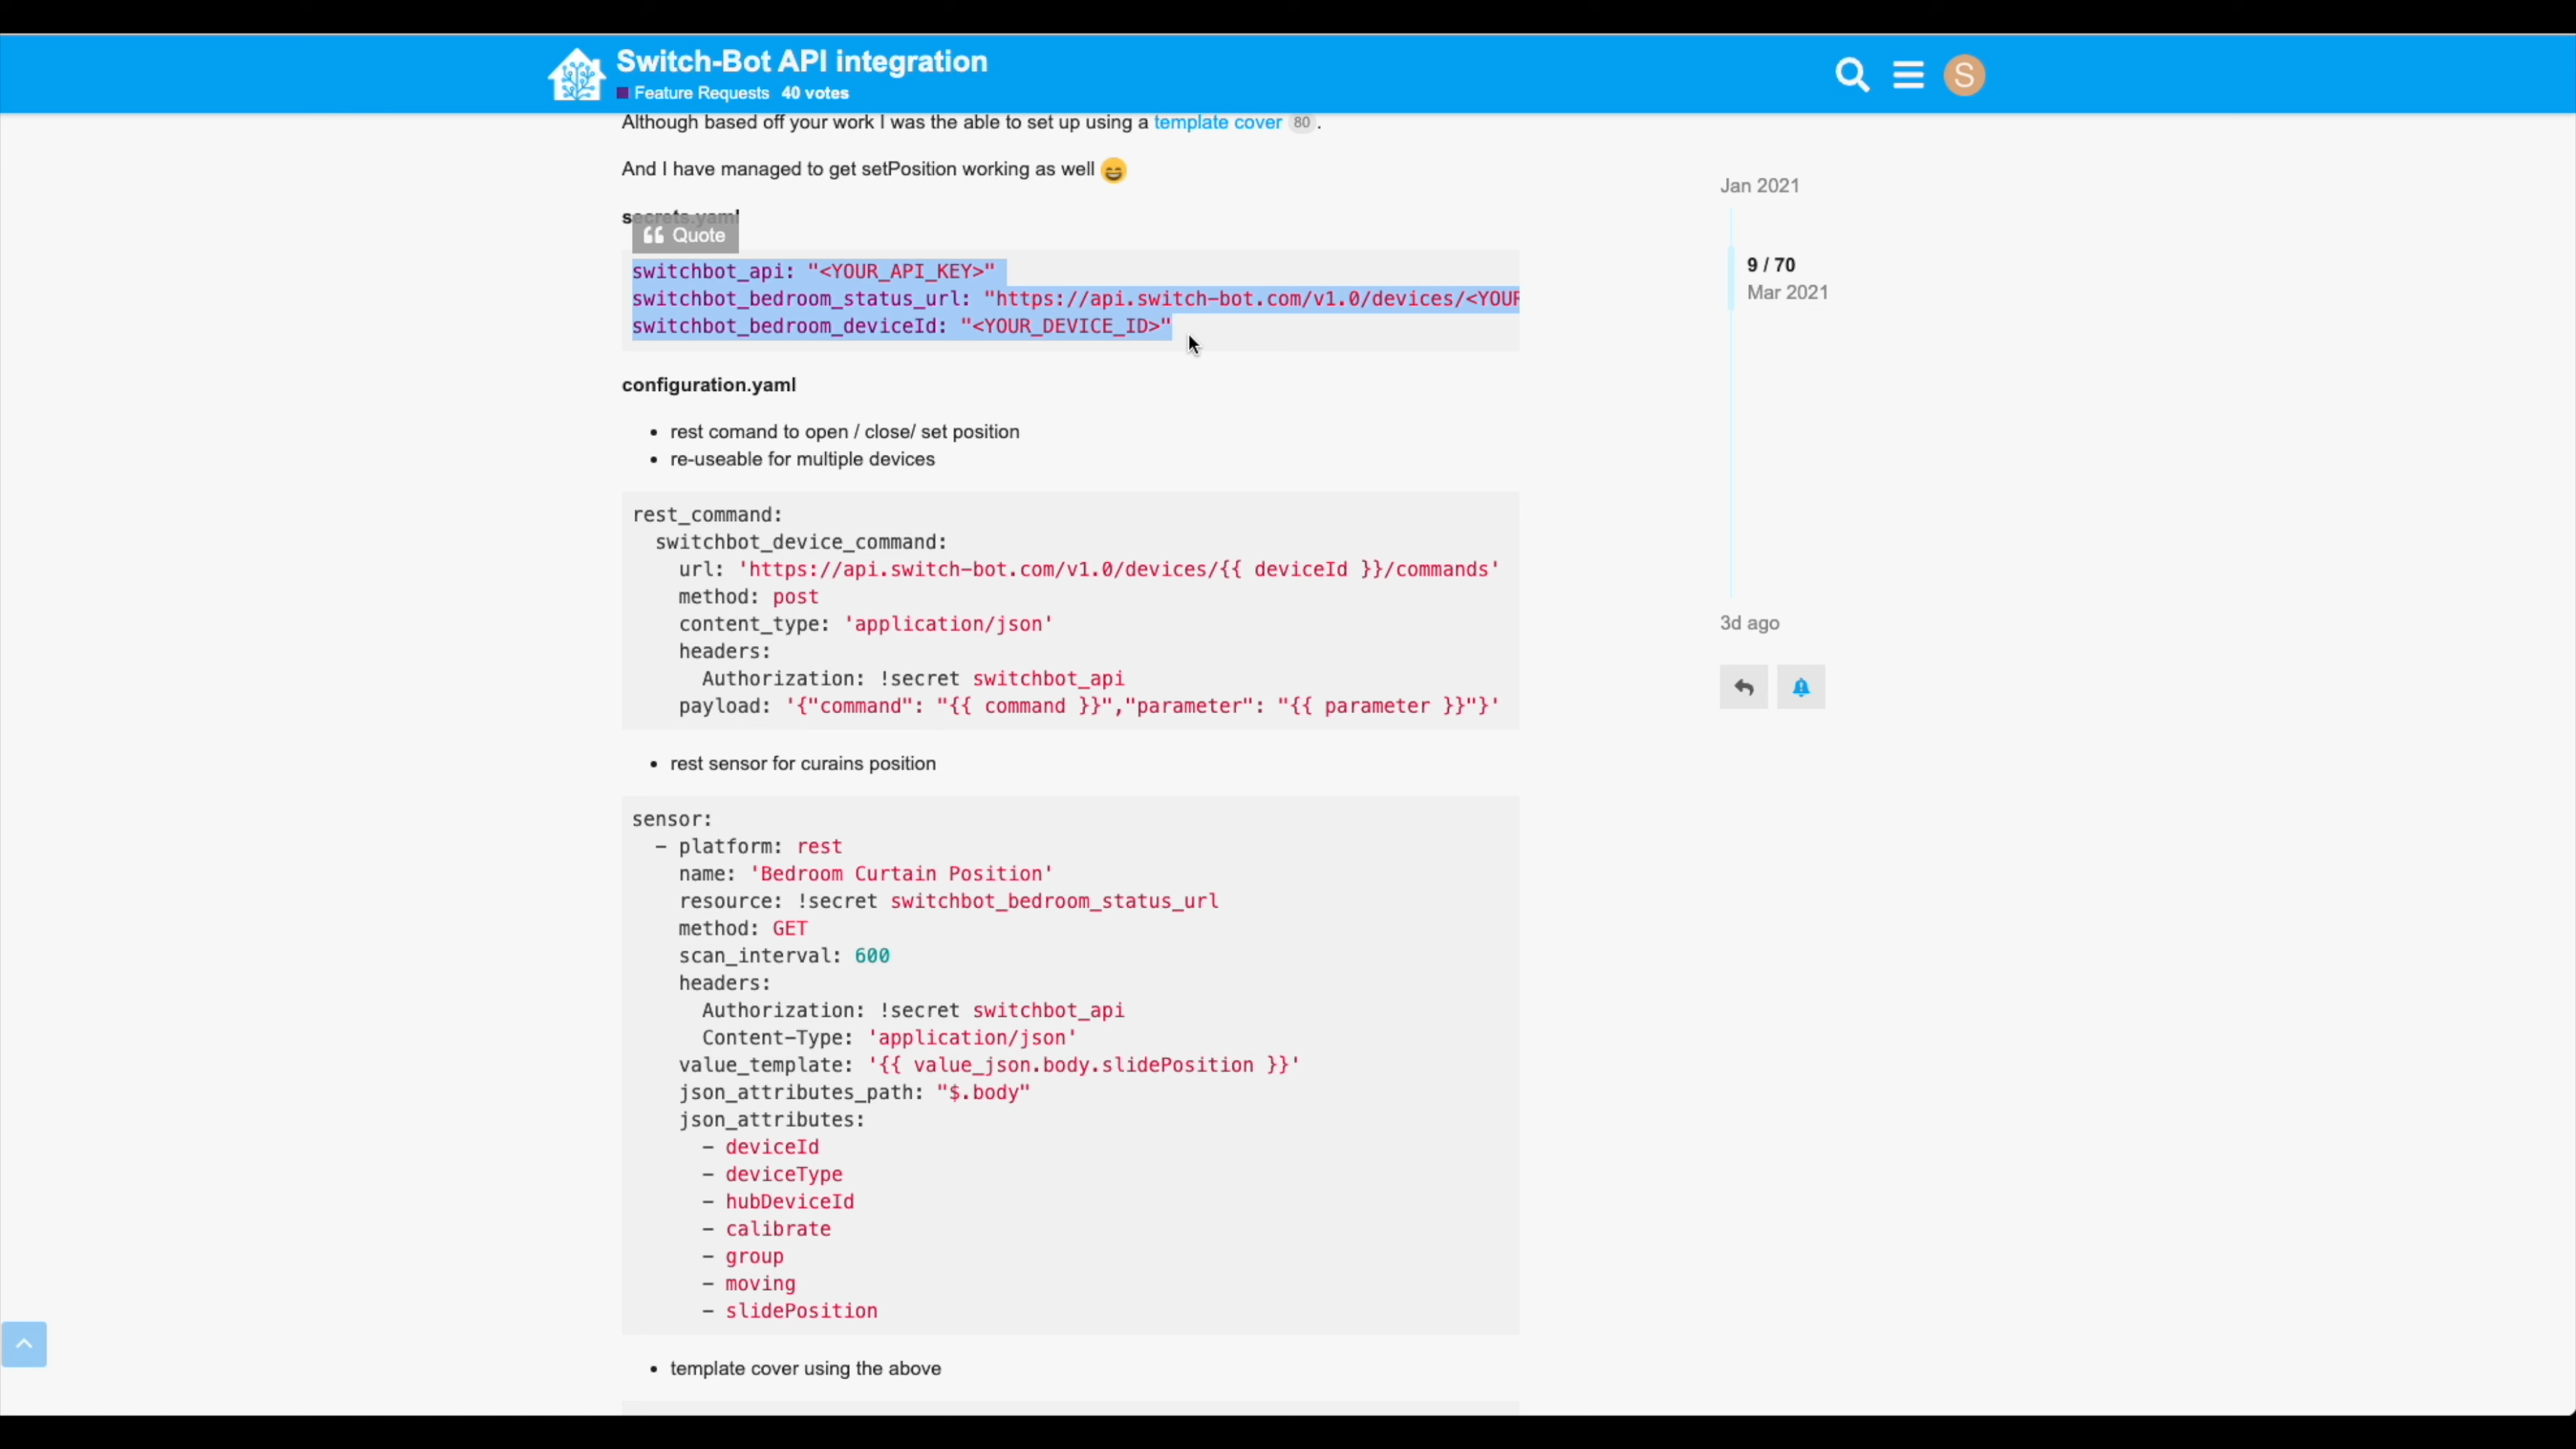 Switch-Bot API integration
Feature Requests 40 votes
S
Although based off your work I was the able to set up using a template cover 80 .
And I have managed to get setPosition working as well
secrets.yaml
Quote
switchbot_api: "<YOUR_API_KEY>"
switchbot_bedroom_status_url: "https://api.switch-bot.com/v1.0/devices/<YOUR
switchbot_bedroom_deviceId: "<YOUR_DEVICE_ID>"
configuration.yaml
• rest comand to open / close/ set position
• re-useable for multiple devices
rest_command:
switchbot_device_command:
url: 'https://api.switch-bot.com/v1.0/devices/{{ deviceId }}/commands'
method: post
content_type: 'application/json'
headers:
Authorization: !secret switchbot_api
payload: '{"command": "{{ command }}","parameter": "{{ parameter }}"}'
• rest sensor for curains position
sensor:
- platform: rest
name: 'Bedroom Curtain Position'
resource: !secret switchbot_bedroom_status_url
method: GET
scan_interval: 600
headers:
Authorization: !secret switchbot_api
Content-Type: 'application/json'
value_template: '{{ value_json.body.slidePosition }}'
json_attributes_path: "$.body"
json_attributes:
- deviceId
- deviceType
- hubDeviceId
- calibrate
- group
- moving
- slidePosition
• template cover using the above
Jan 2021
9 / 70
Mar 2021
3d ago